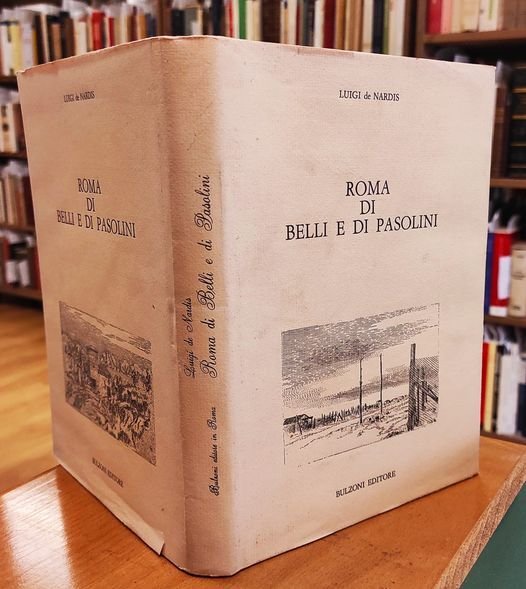 LUIGI de NARDIS
ROMA
DI
BELLI E DI PASOLINI
BULZONI EDITORE
Luigi de Nardis
Roma di Belli e di Pasolini
Bulzoni editore in Roma
LUIGI de NARDIS
ROMA
DI
BELLI E DI PASOLINI
BULZONI EDITORE